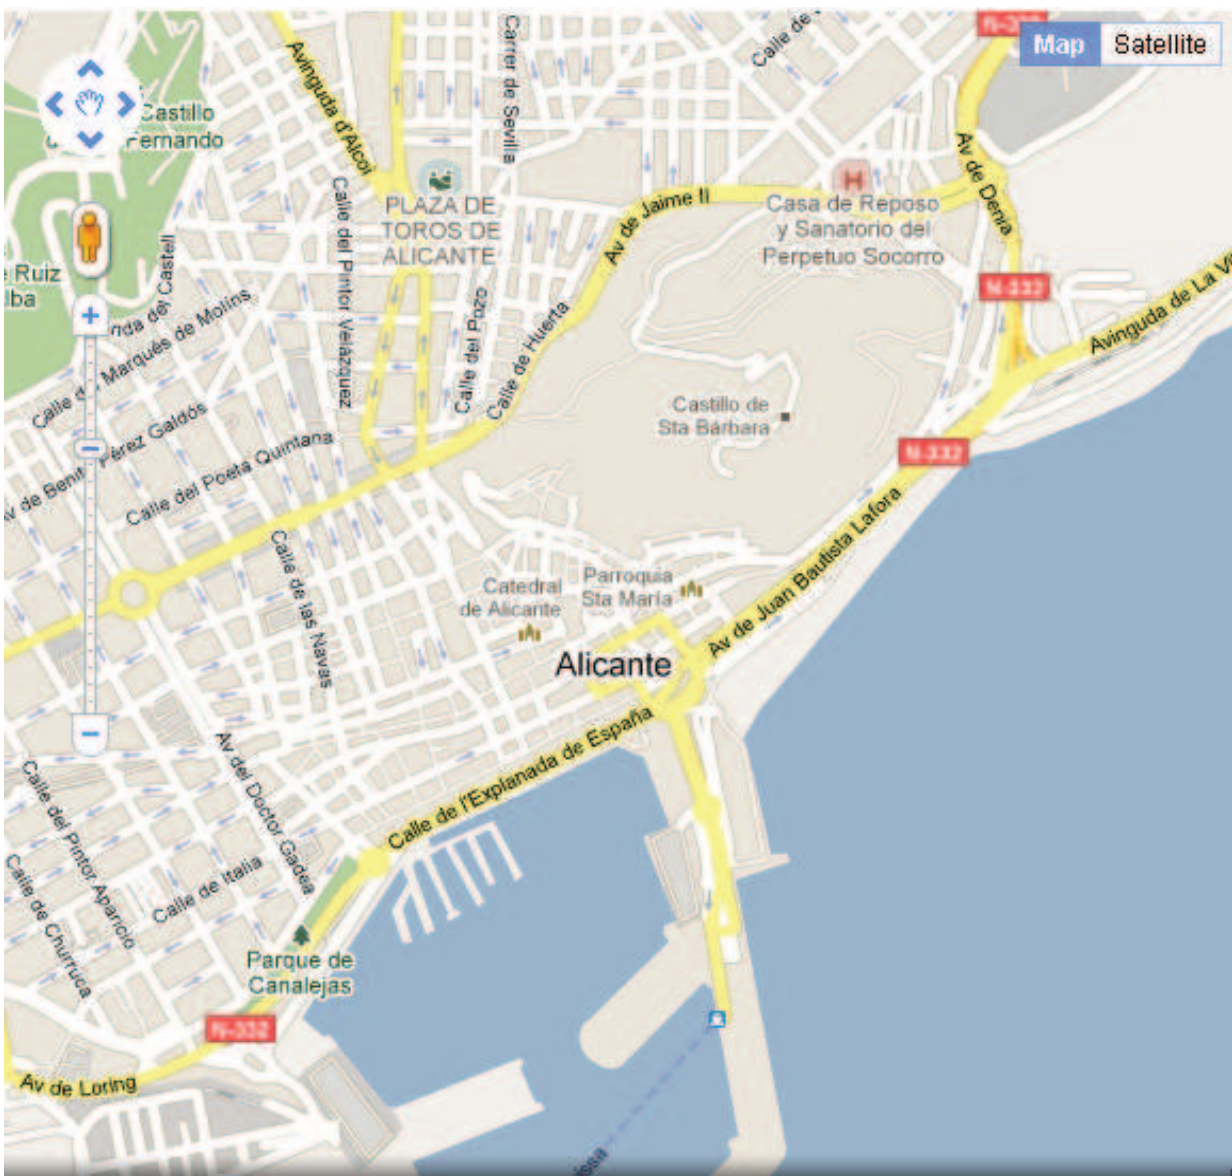 N-332
Map
Satellite
Calle de
Carrer de Sevilla
Avinguda d'Alcoi
Castillo
Fernando
Av de Denia
PLAZA DE
TOROS DE
ALICANTE
Calle del Pintor Velázquez
Av de Jaime II
Casa de Reposo
y Sanatorio del
Perpetuo Socorro
H
Ruiz
N-332
Avinguda de La
Calle del Pozo
Calle de Huerta
Marqués de Molins
Castillo de
Sta Bárbara
Pérez Galdós
Calle del Poeta Quintana
N-332
Av de Juan Bautista Lafora
Calle de las Navas
Catedral
de Alicante
Parroquia
Sta María
Alicante
Calle de l'Explanada de España
Av del Doctor Gadea
Calle del Pintor Aparicio
Calle de Italia
Calle de Churruca
Parque de
Canalejas
N-332
Av de Loring